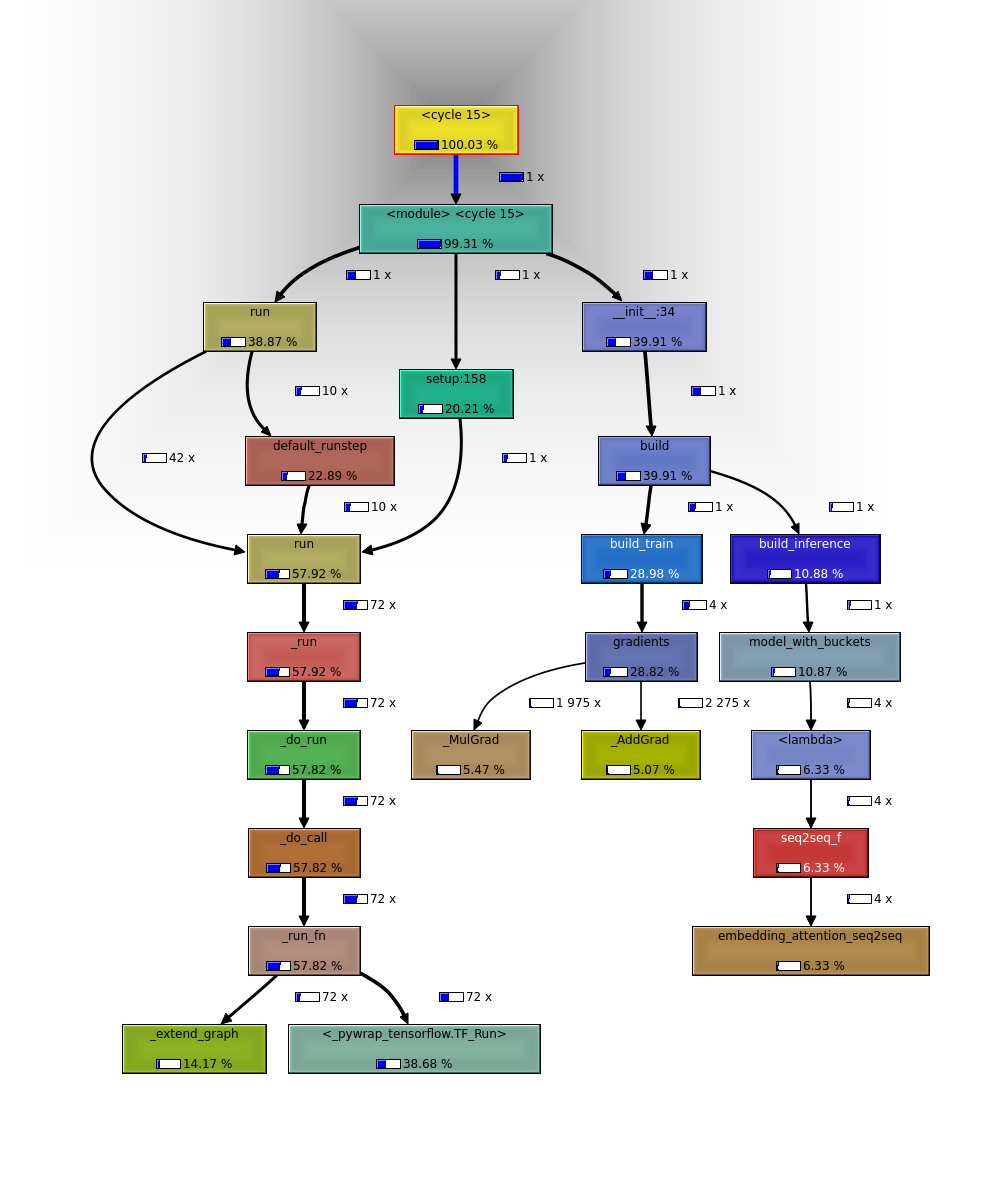 <cycle 15>
100.03 %
1 x
<module> <cycle 15>
99.31 %
1 x
1 x
1 x
run
38.87 %
__init__:34
39.91 %
setup:158
20.21 %
10 x
1 x
default_runstep
22.89 %
build
39.91 %
42 x
1 x
10 x
1 x
1 x
run
57.92 %
build_train
28.98 %
build_inference
10.88 %
72 x
4 x
1 x
_run
57.92 %
gradients
28.82 %
model_with_buckets
10.87 %
72 x
1 975 x
2 275 x
4 x
_do_run
57.82 %
_MulGrad
5.47 %
_AddGrad
5.07 %
<lambda>
6.33 %
72 x
4 x
_do_call
57.82 %
seq2seq_f
6.33 %
72 x
4 x
_run_fn
57.82 %
embedding_attention_seq2seq
6.33 %
72 x
72 x
_extend_graph
14.17 %
<_pywrap_tensorflow.TF_Run>
38.68 %